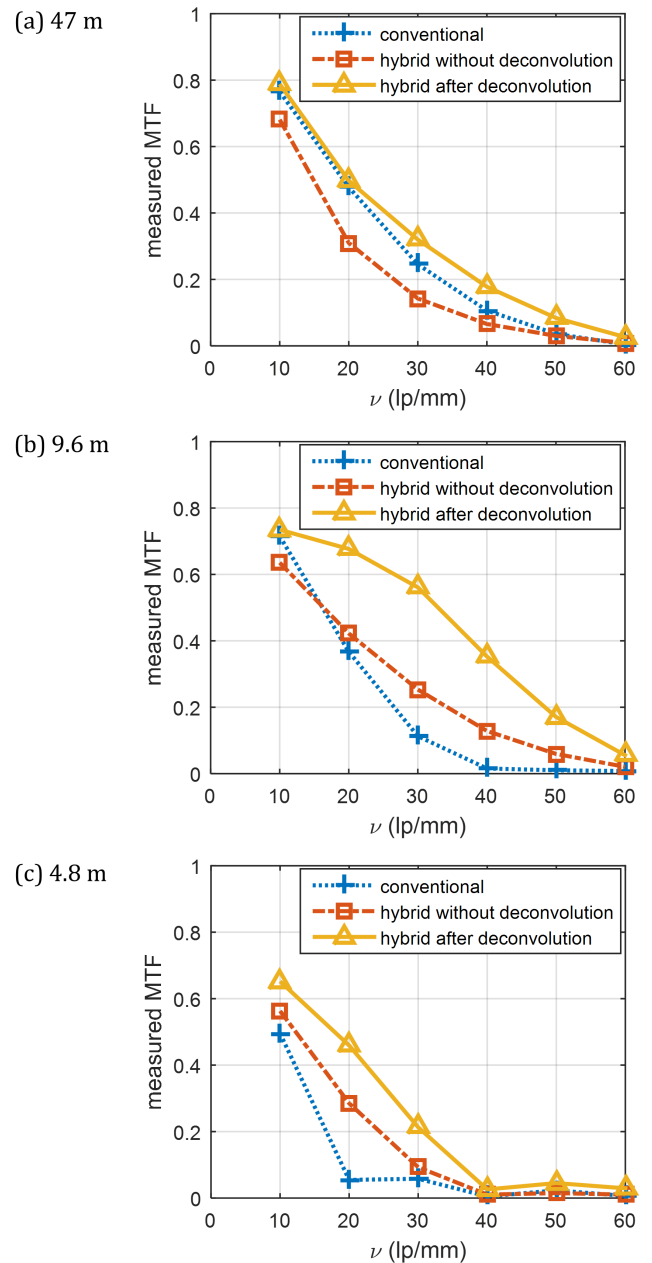 (a) 47 m
conventional
hybrid without deconvolution
hybrid after deconvolution
measured MTF
1
0.8
0.6
0.4
0.2
0
0 10 20 30 40 50 60
ν (lp/mm)
(b) 9.6 m
conventional
hybrid without deconvolution
hybrid after deconvolution
measured MTF
1
0.8
0.6
0.4
0.2
0
0 10 20 30 40 50 60
ν (lp/mm)
(c) 4.8 m
conventional
hybrid without deconvolution
hybrid after deconvolution
measured MTF
1
0.8
0.6
0.4
0.2
0
0 10 20 30 40 50 60
ν (lp/mm)